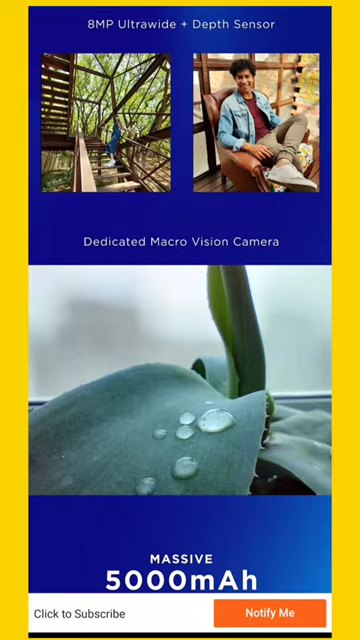 8MP Ultrawide + Depth Sensor
Dedicated Macro Vision Camera
MASSIVE
5000mAh
Click to Subscribe
Notify Me